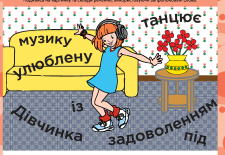 танцює
музику
улюблену
із
Дівчинка
задоволенням
під